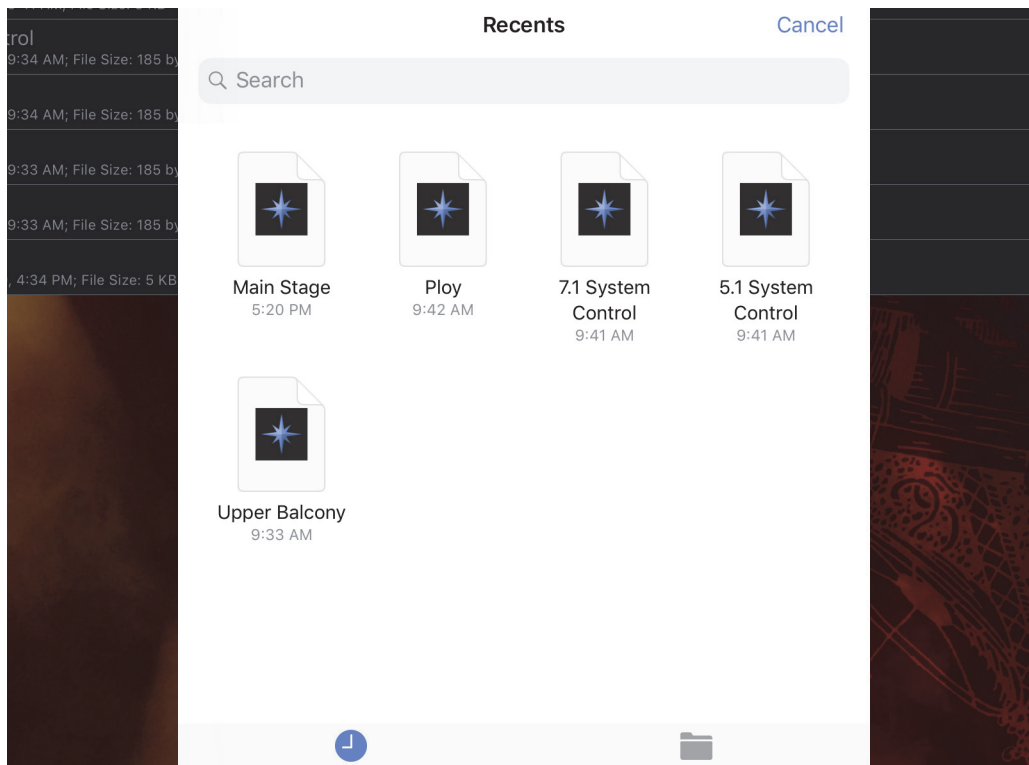 Recents
Cancel
Search
trol
9:34 AM; File Size: 185 by
9:34 AM; File Size: 185 by
9:33 AM; File Size: 185 by
9:33 AM; File Size: 185 by
, 4:34 PM; File Size: 5 KB
Main Stage
5:20 PM
Ploy
9:42 AM
7.1 System
Control
9:41 AM
5.1 System
Control
9:41 AM
Upper Balcony
9:33 AM